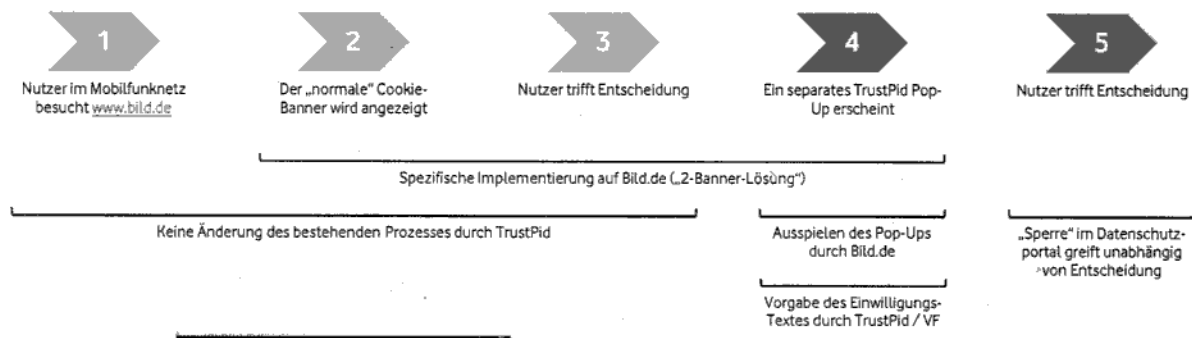 1
2
3
4
5
Nutzer im Mobilfunknetz
besucht www.bild.de
Der „normale" Cookie-
Banner wird angezeigt
Nutzer trifft Entscheidung
Ein separates TrustPid Pop-
Up erscheint
Nutzer trifft Entscheidung
Spezifische Implementierung auf Bild.de („2-Banner-Lösung")
Keine Änderung des bestehenden Prozesses durch TrustPid
Ausspielen des Pop-Ups
durch Bild.de
„Sperre" im Datenschutz-
portal greift unabhängig
von Entscheidung
Vorgabe des Einwilligungs-
Textes durch TrustPid / VF